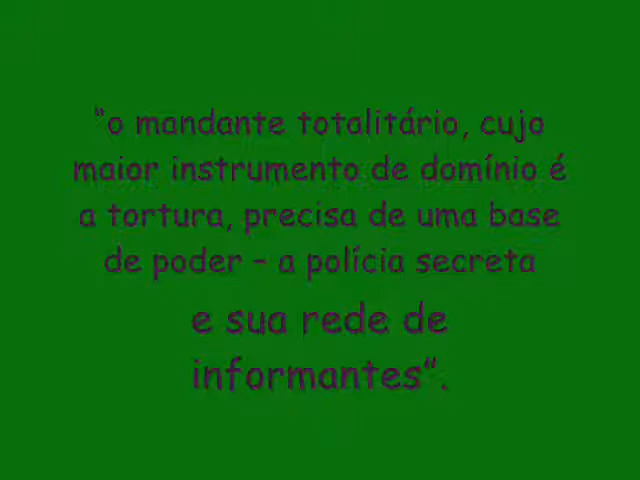 “o mandante totalitário, cujo
maior instrumento de domínio é
a tortura, precisa de uma base
de poder – a polícia secreta
e sua rede de
informantes”.